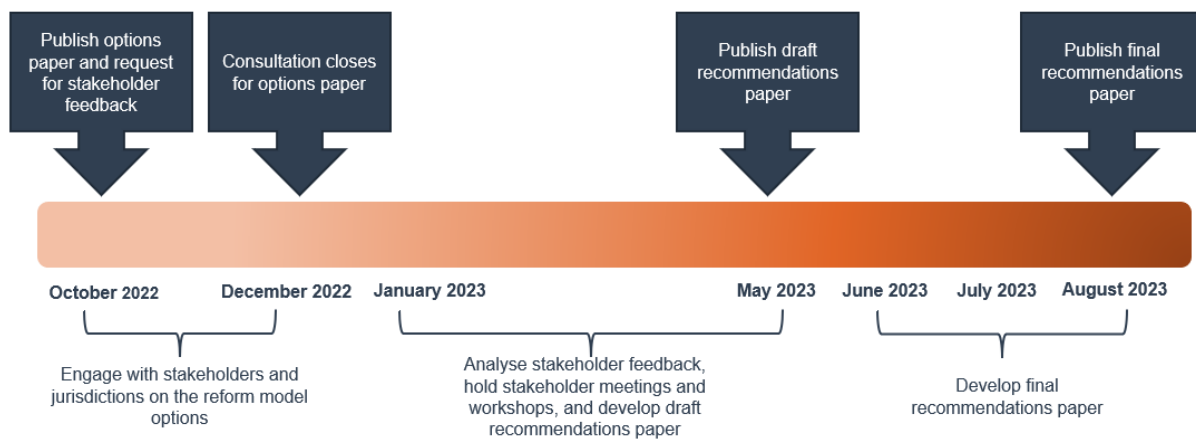 Publish options
paper and request
for stakeholder
feedback
Consultation closes
for options paper
Publish draft
recommendations
paper
Publish final
recommendations
paper
October 2022
December 2022
January 2023
May 2023
June 2023
July 2023
August 2023
Engage with stakeholders and
jurisdictions on the reform model
options
Analyse stakeholder feedback,
hold stakeholder meetings and
workshops, and develop draft
recommendations paper
Develop final
recommendations paper